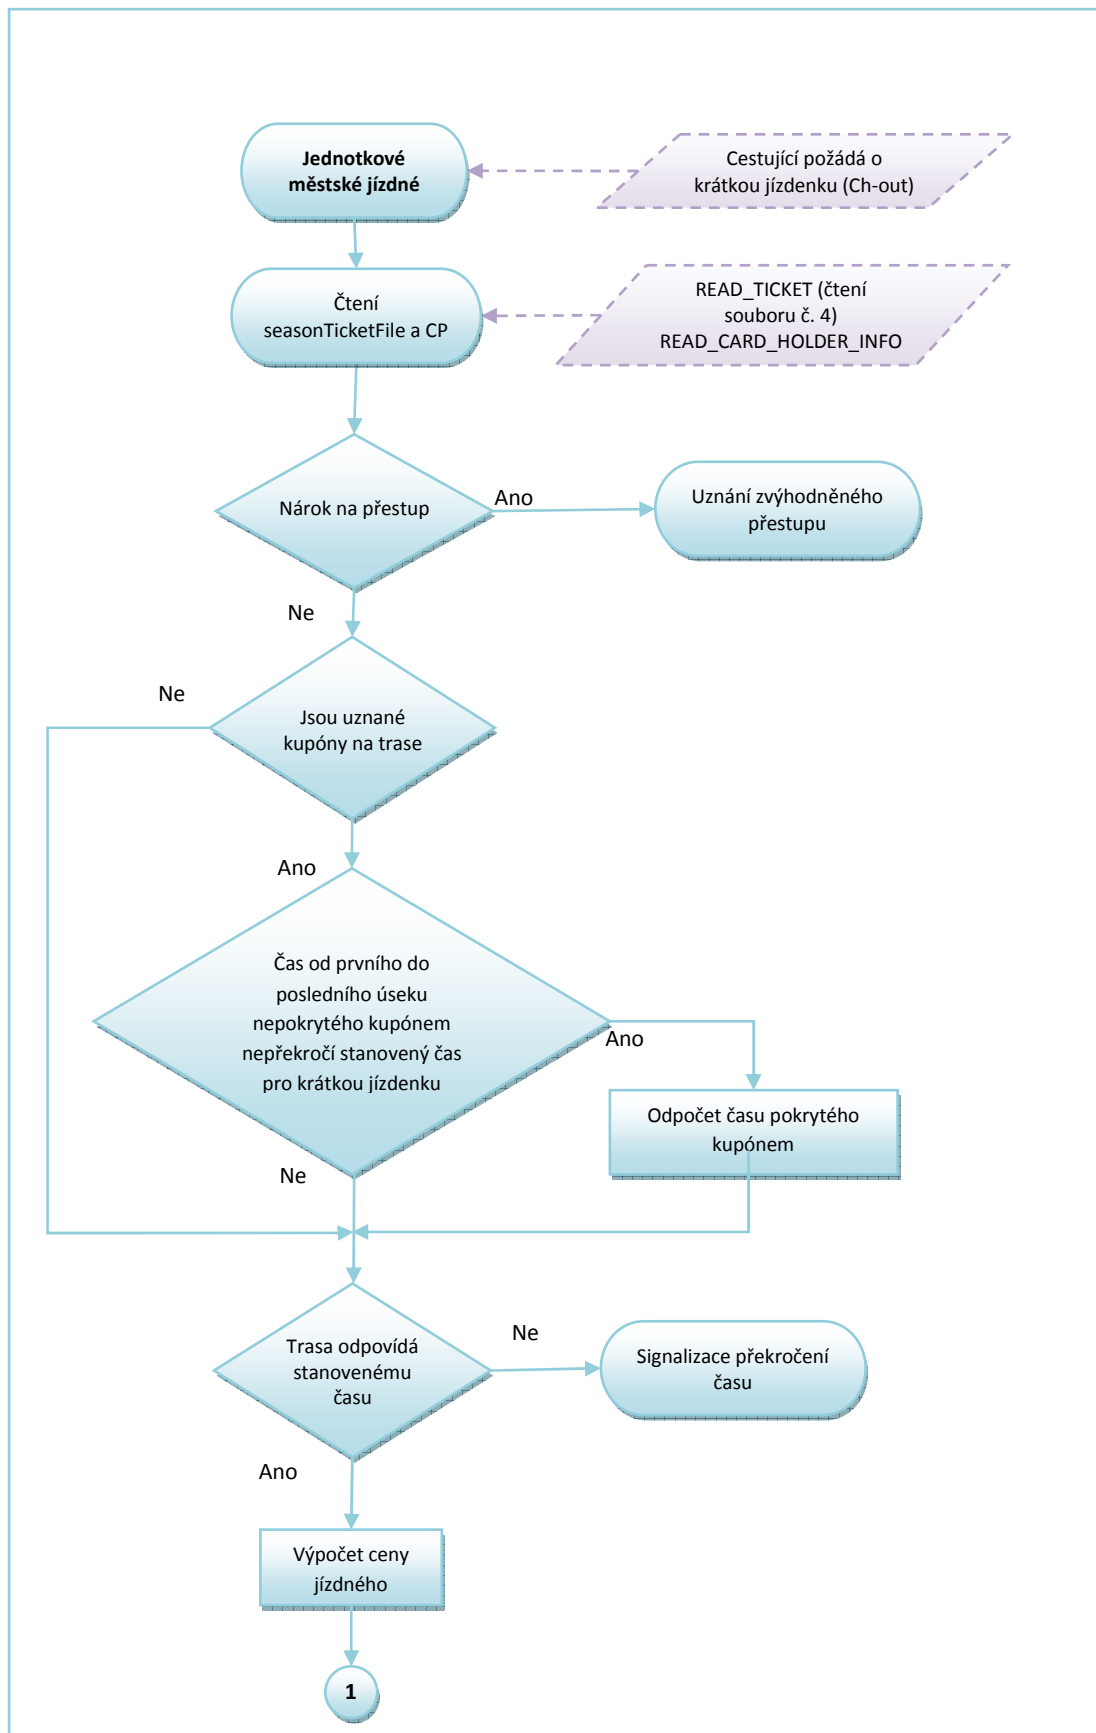 Jednotkové
městské jízdné
Cestující požádá o
krátkou jízdenku (Ch-out)
Čtení
seasonTicketFile a CP
READ_TICKET (čtení
souboru č. 4)
READ_CARD_HOLDER_INFO
Nárok na přestup
Ano
Uznání zvýhodněného
přestupu
Ne
Ne
Jsou uznané
kupóny na trase
Ano
Čas od prvního do
posledního úseku
nepokrytého kupónem
nepřekročí stanovený čas
pro krátkou jízdenku
Ano
Odpočet času pokrytého
kupónem
Ne
Trasa odpovídá
stanovenému
času
Ne
Signalizace překročení
času
Ano
Výpočet ceny
jízdného
1